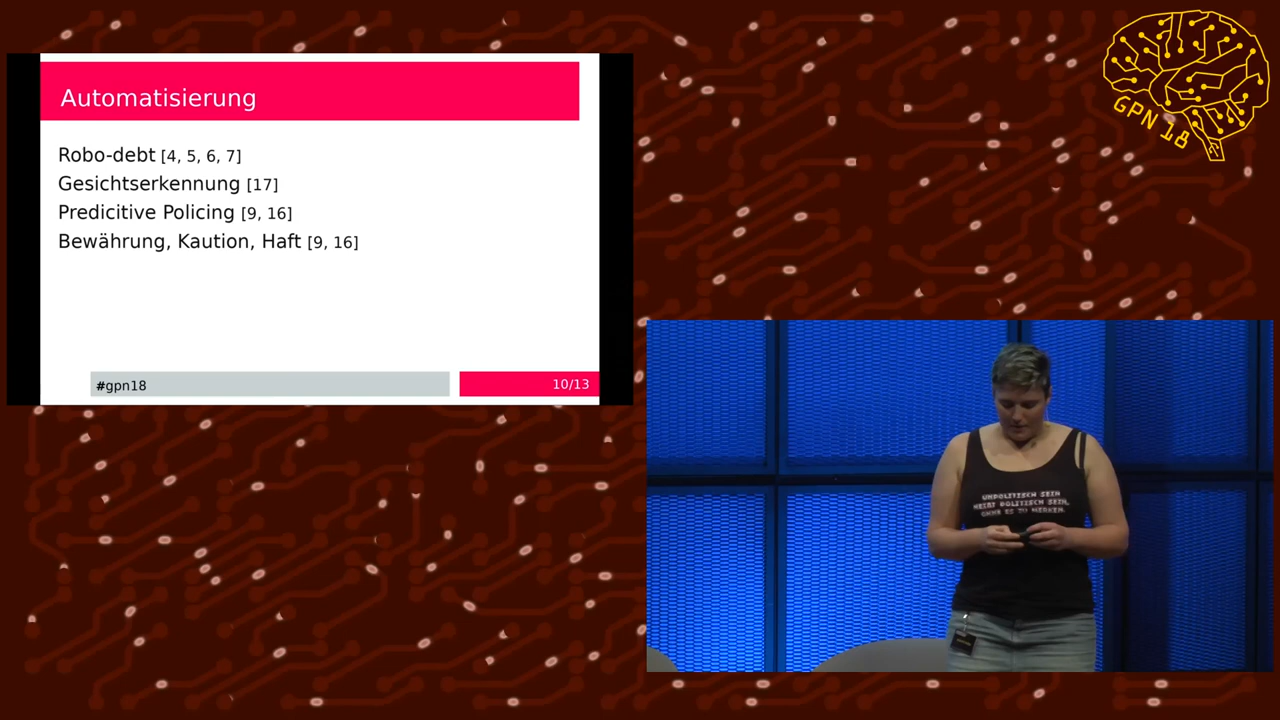 Automatisierung
Robo-debt [4, 5, 6, 7]
Gesichtserkennung [17]
Predicitive Policing [9, 16]
Bewährung, Kaution, Haft [9, 16]
#gpn18
10/13
GPN 18
UNPOLITISCH SEIN
HEIßT POLITISCH SEIN,
OHNE ES ZU MERKEN.